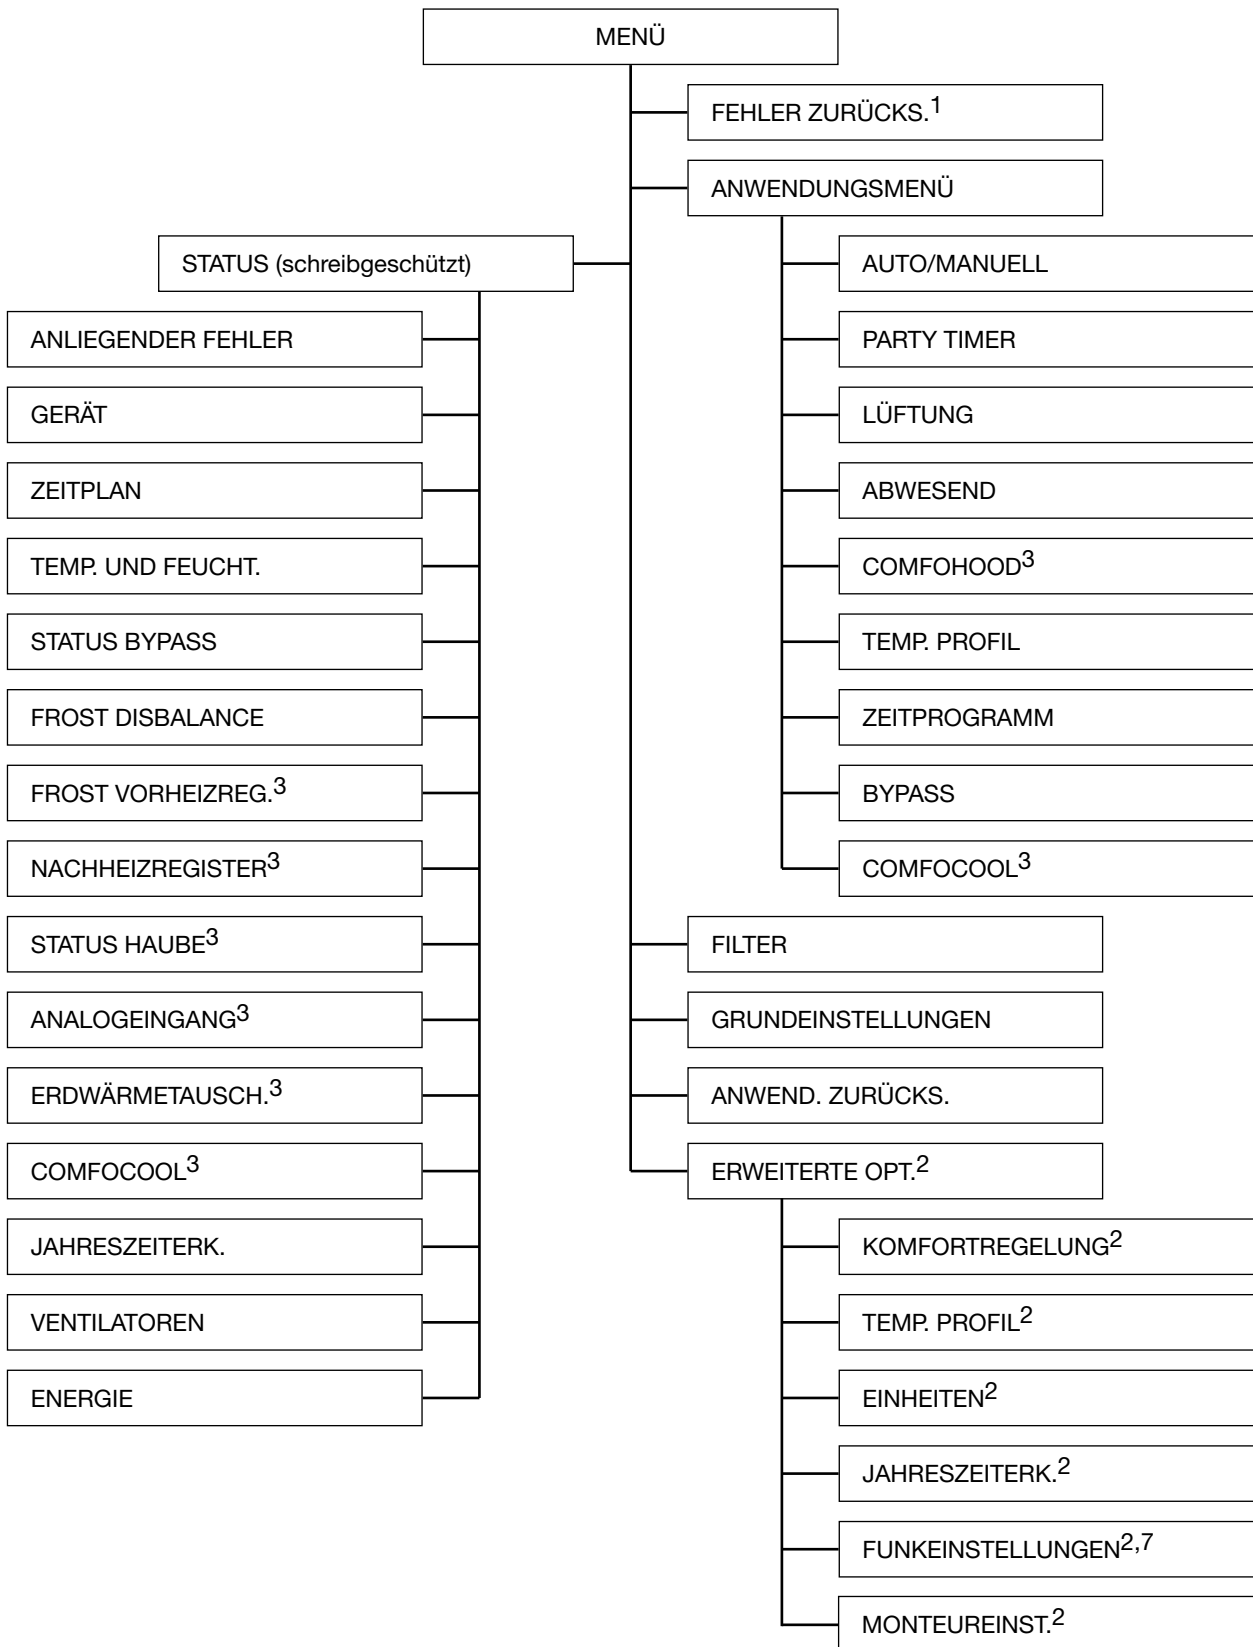 MENÜ
FEHLER ZURÜCKS.1
ANWENDUNGSMENÜ
AUTO/MANUELL
PARTY TIMER
LÜFTUNG
ABWESEND
COMFOHOOD3
TEMP. PROFIL
ZEITPROGRAMM
BYPASS
COMFOCOOL3
STATUS (schreibgeschützt)
ANLIEGENDER FEHLER
GERÄT
ZEITPLAN
TEMP. UND FEUCHT.
STATUS BYPASS
FROST DISBALANCE
FROST VORHEIZREG.3
NACHHEIZREGISTER3
STATUS HAUBE3
ANALOGEINGANG3
ERDWÄRMETAUSCH.3
COMFOCOOL3
JAHRESZEITERK.
VENTILATOREN
ENERGIE
FILTER
GRUNDEINSTELLUNGEN
ANWEND. ZURÜCKS.
ERWEITERTE OPT.2
KOMFORTREGELUNG2
TEMP. PROFIL2
EINHEITEN2
JAHRESZEITERK.2
FUNKEINSTELLUNGEN2,7
MONTEUREINST.2